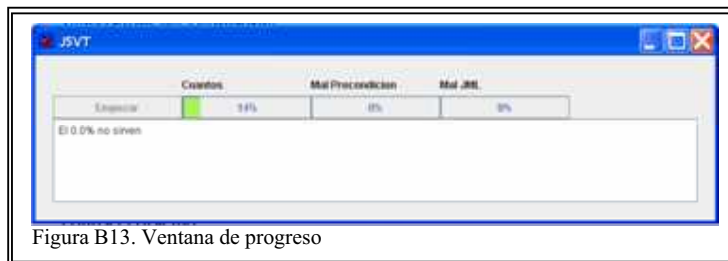 JSVT
Cuantos Mal Precondicion Mal JML
Empezar 14% 0% 0%
El 0.0% no sirven
Figura B13. Ventana de progreso